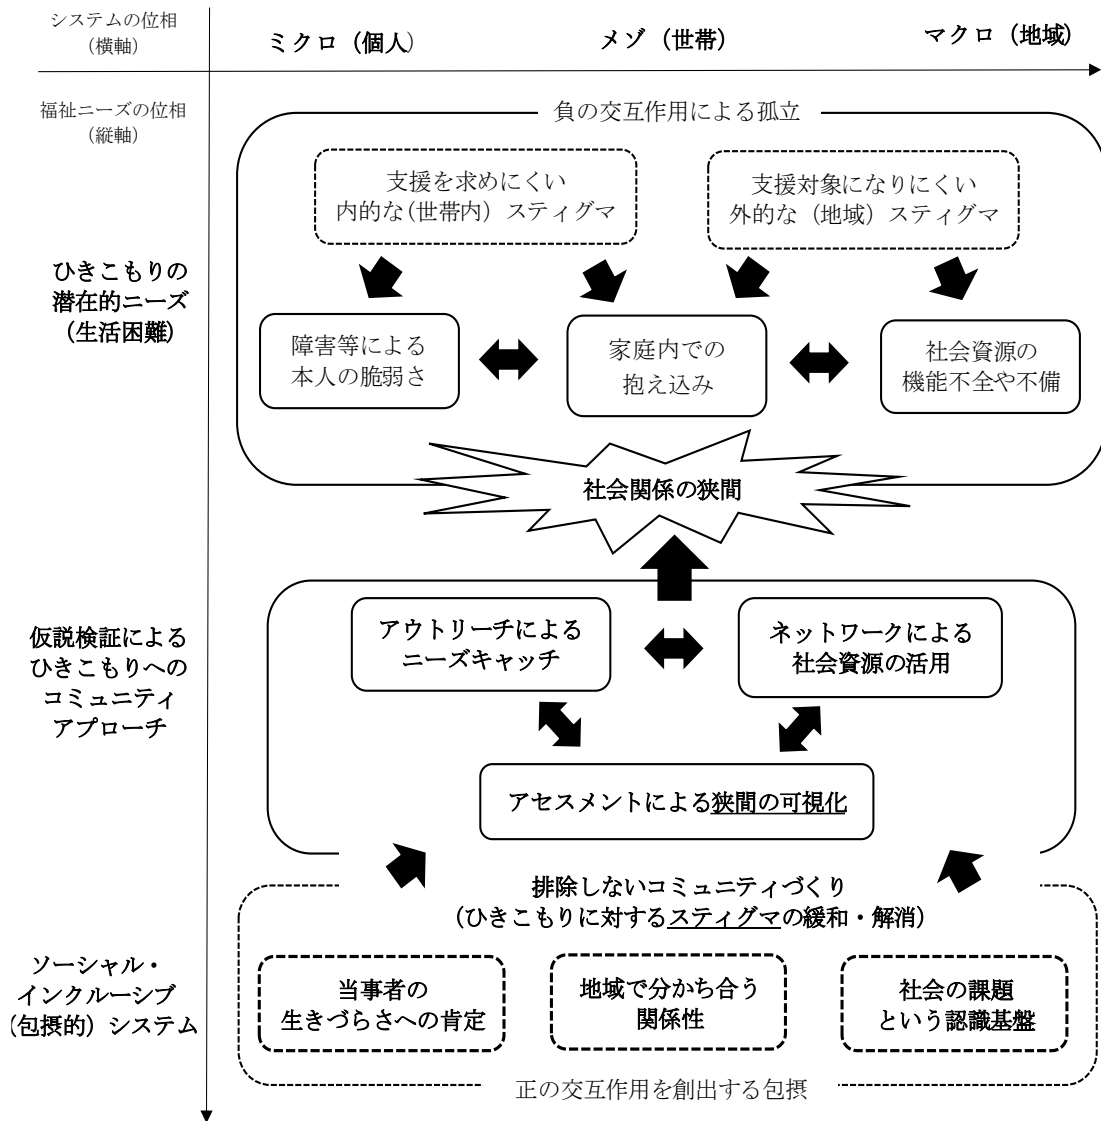 システムの位相
（横軸）
ミクロ（個人）
メゾ（世帯）
マクロ（地域）
福祉ニーズの位相
（縦軸）
負の交互作用による孤立
支援を求めにくい
内的な（世帯内）スティグマ
支援対象になりにくい
外的な（地域）スティグマ
ひきこもりの
潜在的ニーズ
（生活困難）
障害等による
本人の脆弱さ
家庭内での
抱え込み
社会資源の
機能不全や不備
社会関係の狭間
仮説検証による
ひきこもりへの
コミュニティ
アプローチ
アウトリーチによる
ニーズキャッチ
ネットワークによる
社会資源の活用
アセスメントによる狭間の可視化
排除しないコミュニティづくり
（ひきこもりに対するスティグマの緩和・解消）
ソーシャル・
インクルーシブ
（包摂的）システム
当事者の
生きづらさへの肯定
地域で分かち合う
関係性
社会の課題
という認識基盤
正の交互作用を創出する包摂